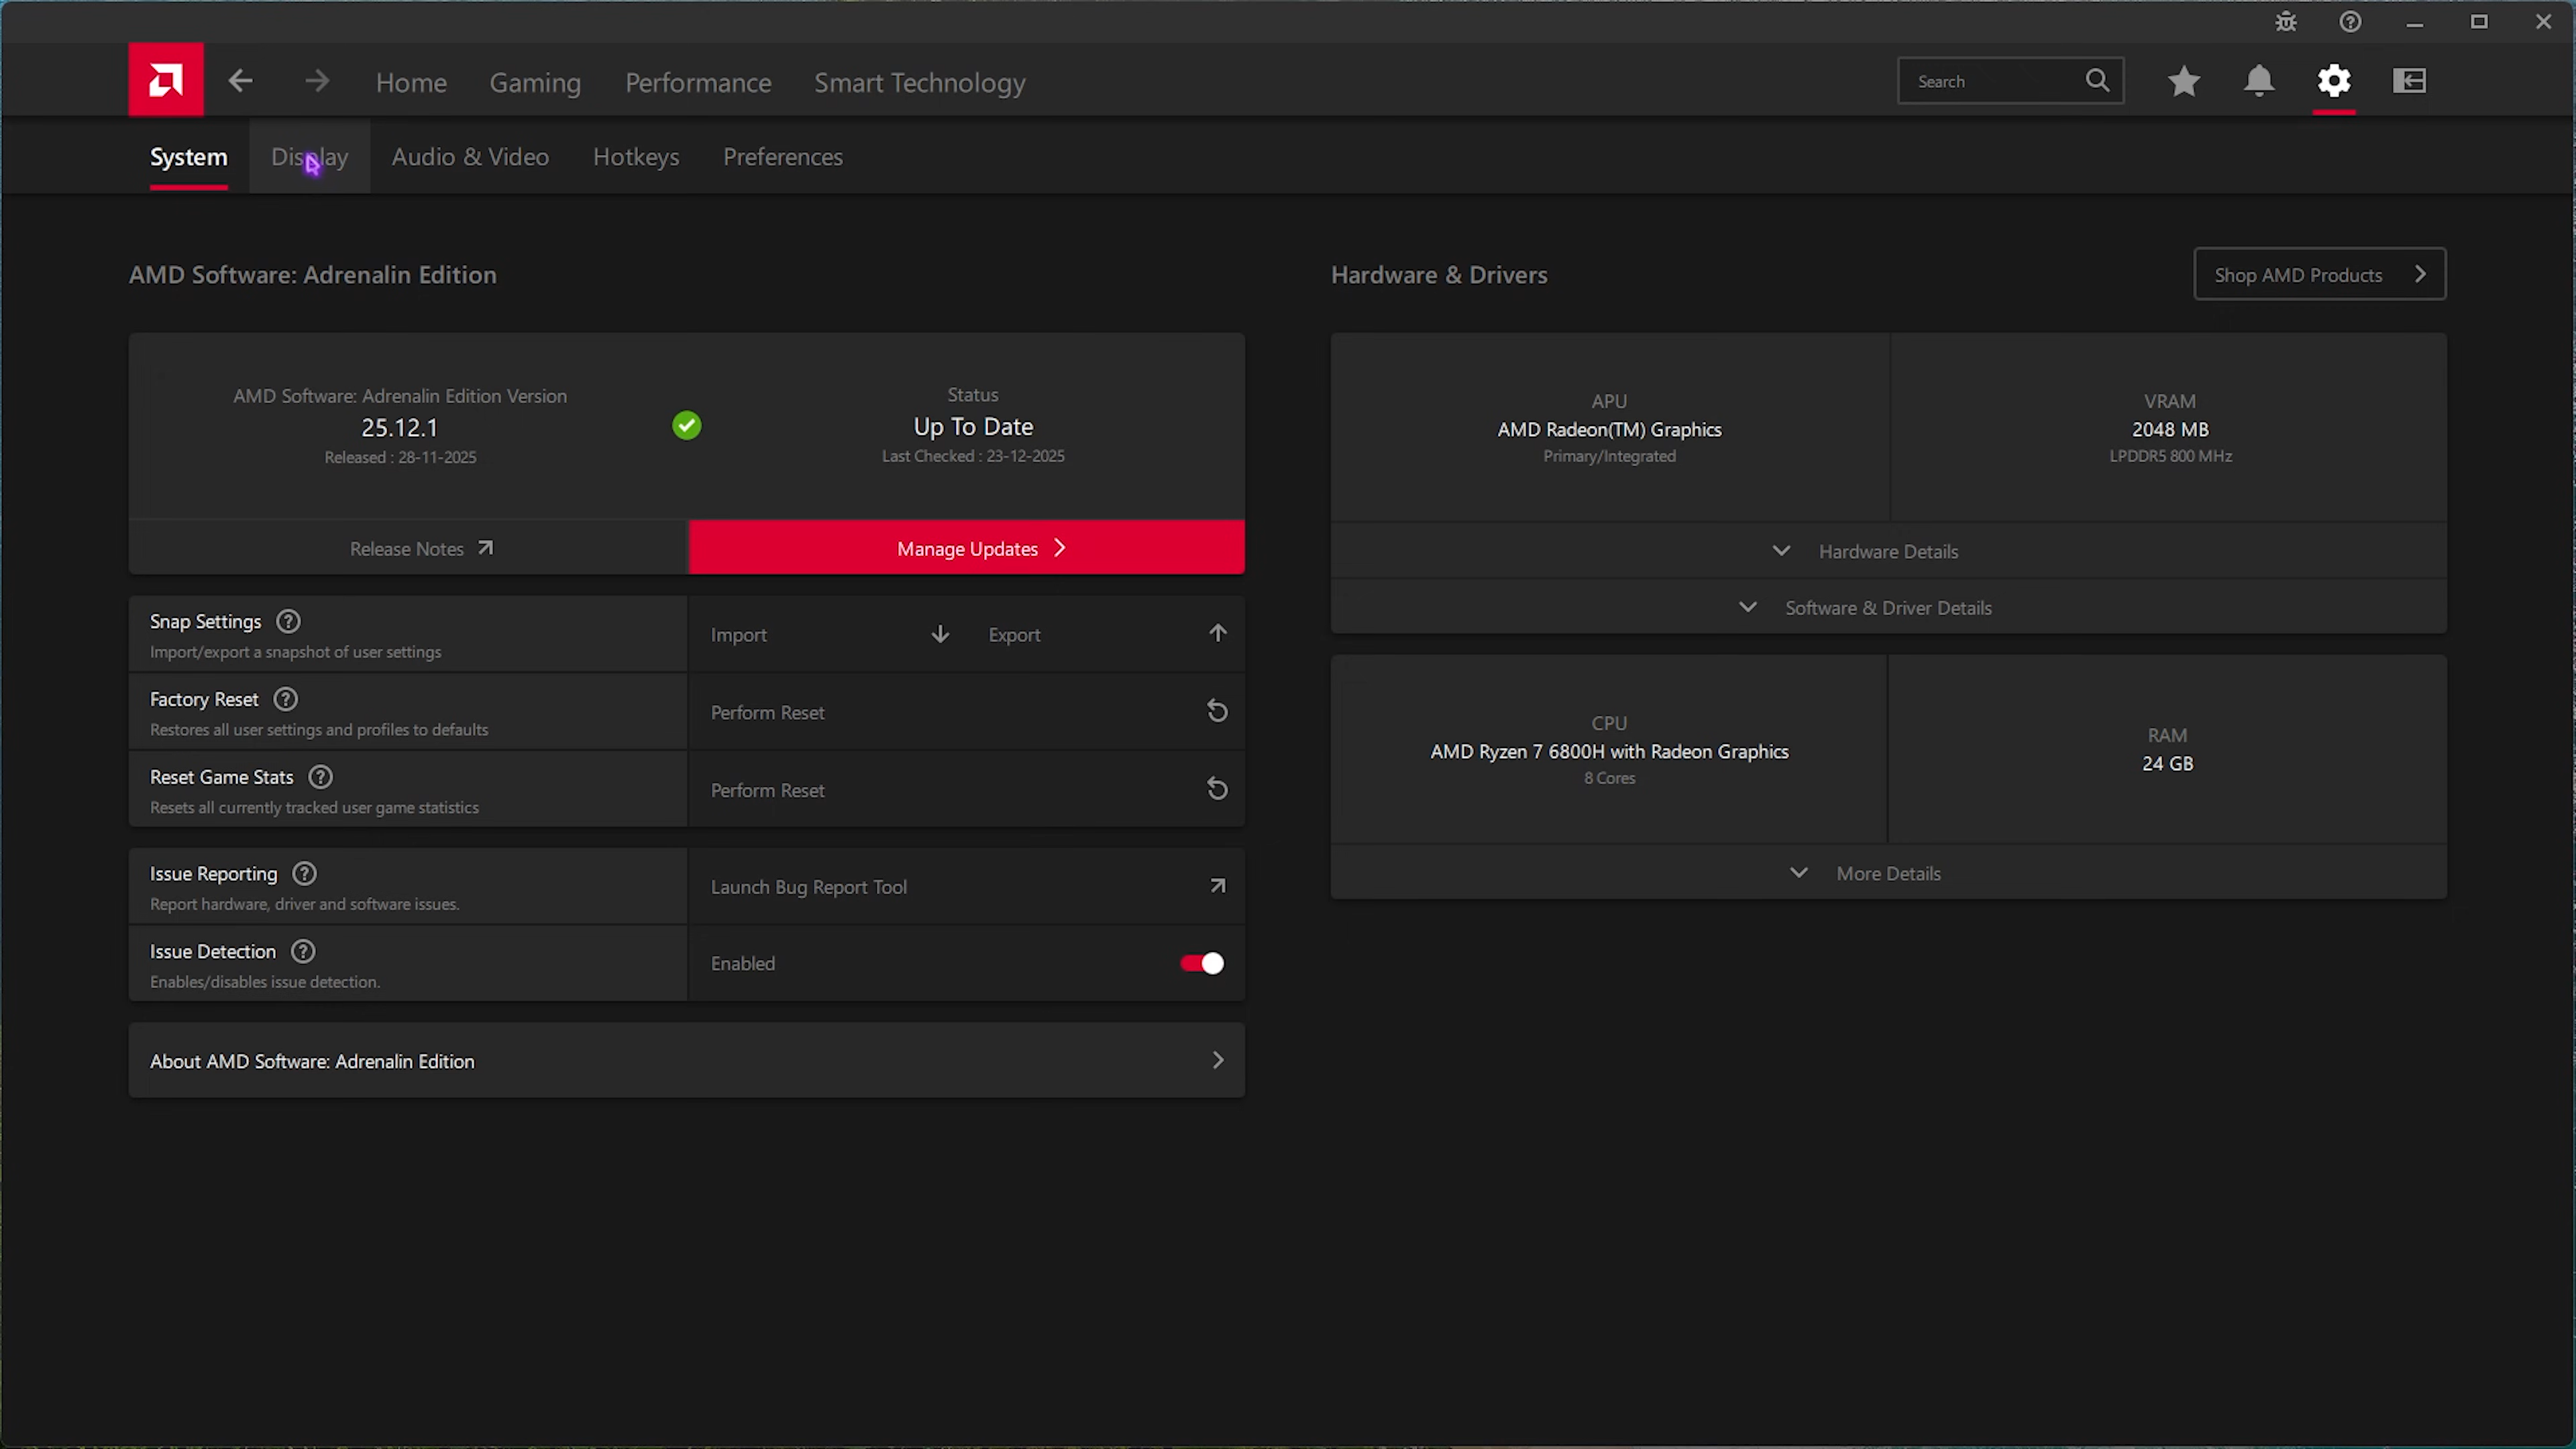 Home Gaming Performance Smart Technology Search
System Display Audio & Video Hotkeys Preferences
AMD Software: Adrenalin Edition
AMD Software: Adrenalin Edition Version
25.12.1
Released : 28-11-2025
Status
Up To Date
Last Checked : 23-12-2025
Release Notes
Manage Updates
Snap Settings
Import/export a snapshot of user settings
Import Export
Factory Reset
Restores all user settings and profiles to defaults
Perform Reset
Reset Game Stats
Resets all currently tracked user game statistics
Perform Reset
Issue Reporting
Report hardware, driver and software issues.
Launch Bug Report Tool
Issue Detection
Enables/disables issue detection.
Enabled
About AMD Software: Adrenalin Edition
Hardware & Drivers
Shop AMD Products
APU
AMD Radeon(TM) Graphics
Primary/Integrated
VRAM
2048 MB
LPDDR5 800 MHz
Hardware Details
Software & Driver Details
CPU
AMD Ryzen 7 6800H with Radeon Graphics
8 Cores
RAM
24 GB
More Details